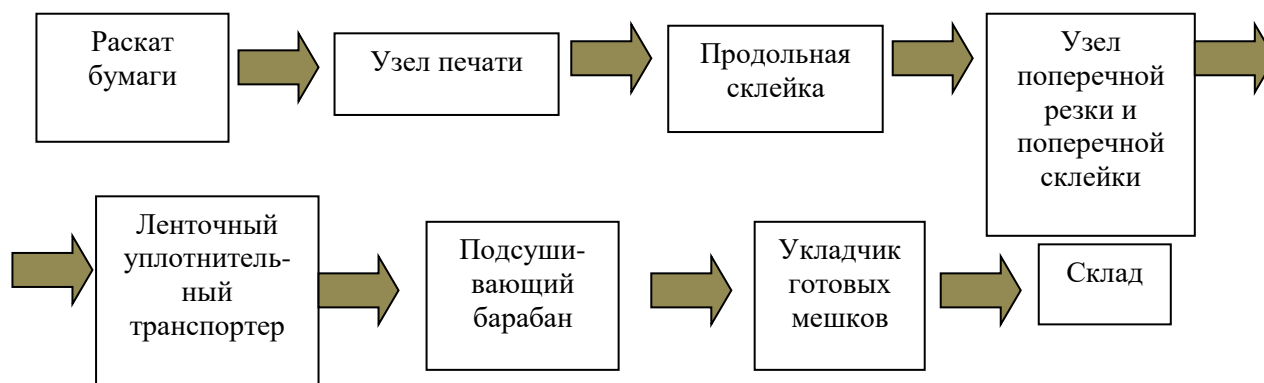 Раскат
бумаги
Узел печати
Продольная
склейка
Узел
поперечной
резки и
поперечной
склейки
Ленточный
уплотнитель-
ный
транспортер
Подсуши-
вающий
барабан
Укладчик
готовых
мешков
Склад